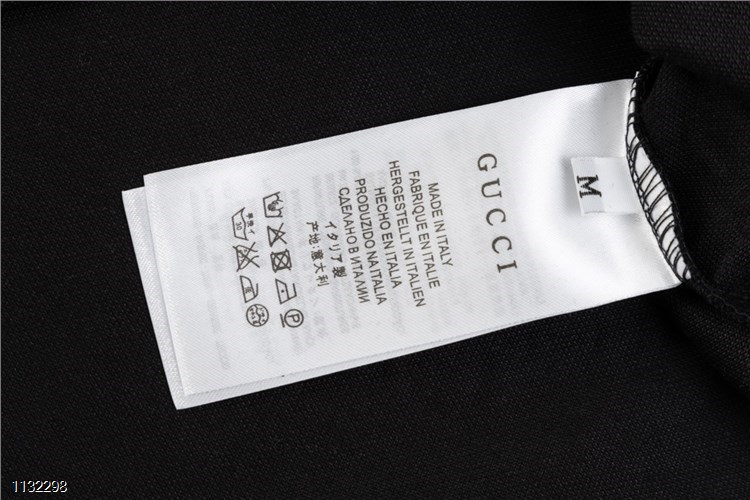 GUCCI
M
MADE IN ITALY
FABRIQUE EN ITALIE
HERGESTELLT IN ITALIEN
HECHO EN ITALIA
PRODUZIDO NA ITALIA
СДЕЛАНО В ИТАЛИИ
イタリア製
产地:意大利
P
1132298